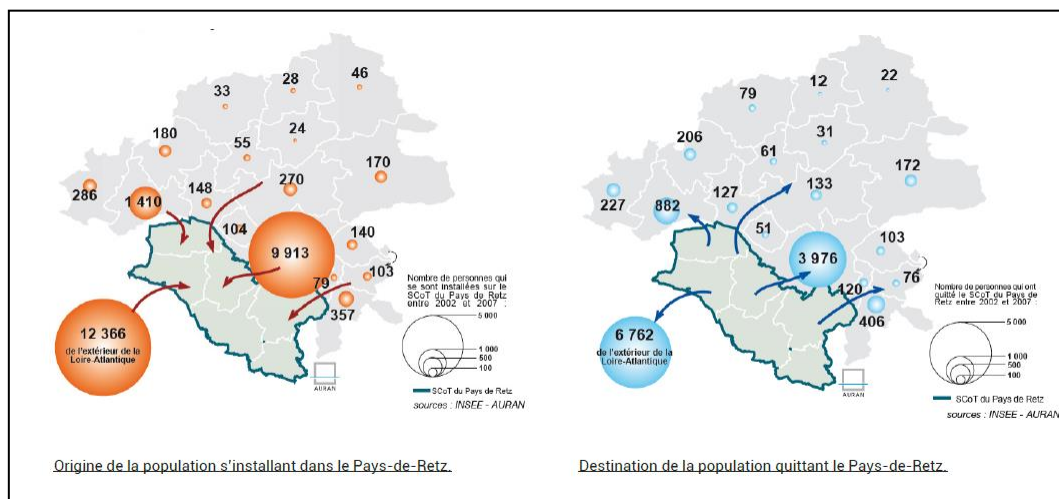 33
28
46
180
55
24
286
1 410
148
270
170
104
9 913
140
79
103
357
12 366
de l'extérieur de la
Loire-Atlantique
Nombre de personnes qui
se sont installées sur le
SCoT du Pays de Retz
entre 2002 et 2007 :
5 000
1 000
500
100
AURAN
SCoT du Pays de Retz
sources : INSEE - AURAN
Origine de la population s'installant dans le Pays-de-Retz.
79
12
22
206
61
31
227
882
127
133
172
51
3 976
103
120
76
406
6 762
de l'extérieur de la
Loire-Atlantique
Nombre de personnes qui ont
quitté le SCoT du Pays de
Retz entre 2002 et 2007 :
5 000
1 000
500
100
AURAN
SCoT du Pays de Retz
sources : INSEE - AURAN
Destination de la population quittant le Pays-de-Retz.